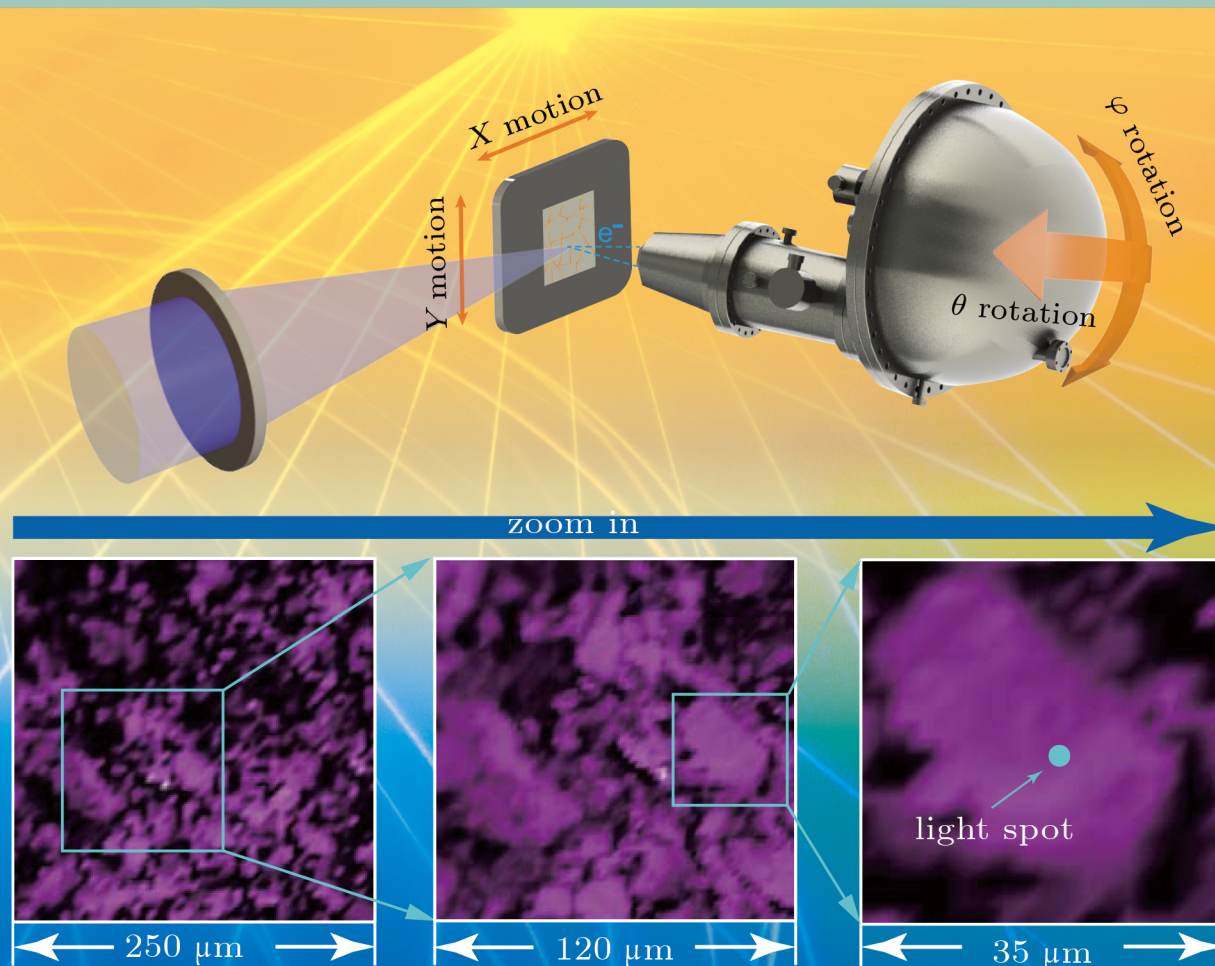 X motion
Y motion
e⁻
φ rotation
θ rotation
zoom in
light spot
250 µm
120 µm
35 µm